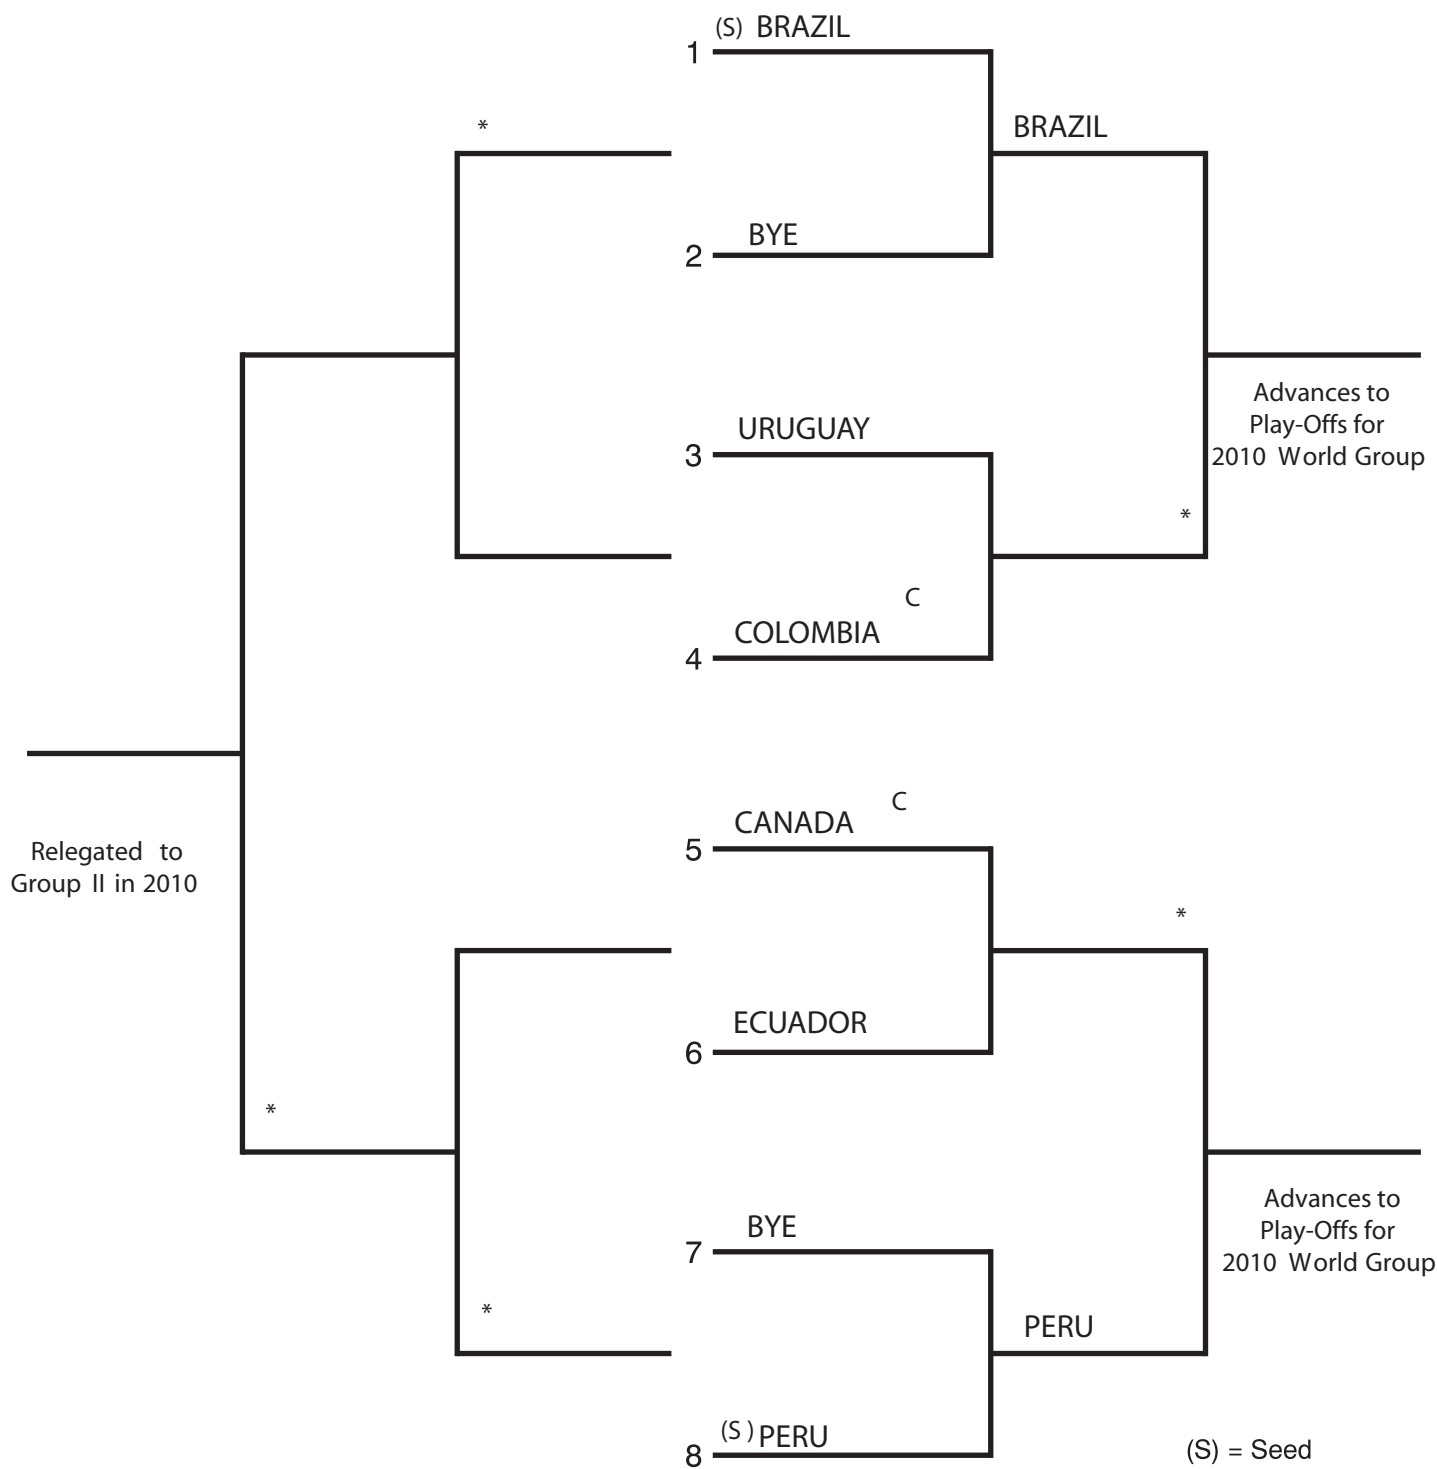 (S) BRAZIL
1
BRAZIL
*
BYE
2
Advances to
Play-Offs for
2010 World Group
URUGUAY
3
*
C
COLOMBIA
4
C
CANADA
5
Relegated to
Group II in 2010
*
ECUADOR
6
*
Advances to
Play-Offs for
2010 World Group
BYE
7
*
PERU
(S) PERU
8
(S) = Seed